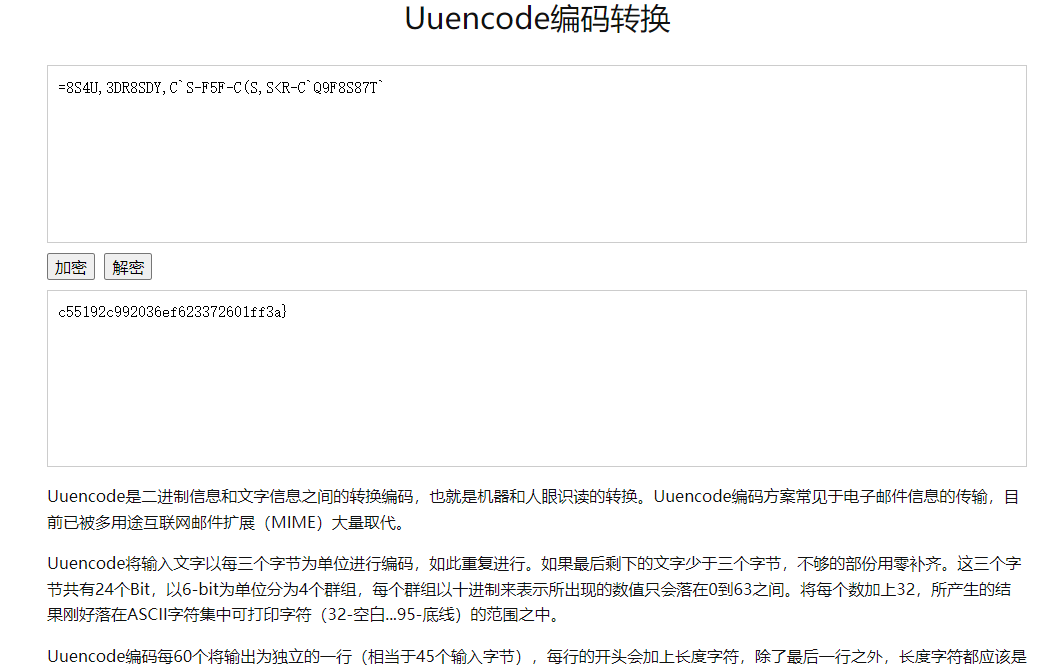 Uuencode编码转换
=8S4U,3DR8SDY,C`S-F5F-C(S,S<R-C`Q9F8S87T`
加密 解密
c55192c992036ef623372601ff3a}
Uuencode是二进制信息和文字信息之间的转换编码，也就是机器和人眼识读的转换。Uuencode编码方案常见于电子邮件信息的传输，目
前已被多用途互联网邮件扩展（MIME）大量取代。
Uuencode将输入文字以每三个字节为单位进行编码，如此重复进行。如果最后剩下的文字少于三个字节，不够的部份用零补齐。这三个字
节共有24个Bit，以6-bit为单位分为4个群组，每个群组以十进制来表示所出现的数值只会落在0到63之间。将每个数加上32，所产生的结
果刚好落在ASCII字符集中可打印字符（32-空白...95-底线）的范围之中。
Uuencode编码每60个将输出为独立的一行（相当于45个输入字节），每行的开头会加上长度字符，除了最后一行之外，长度字符都应该是